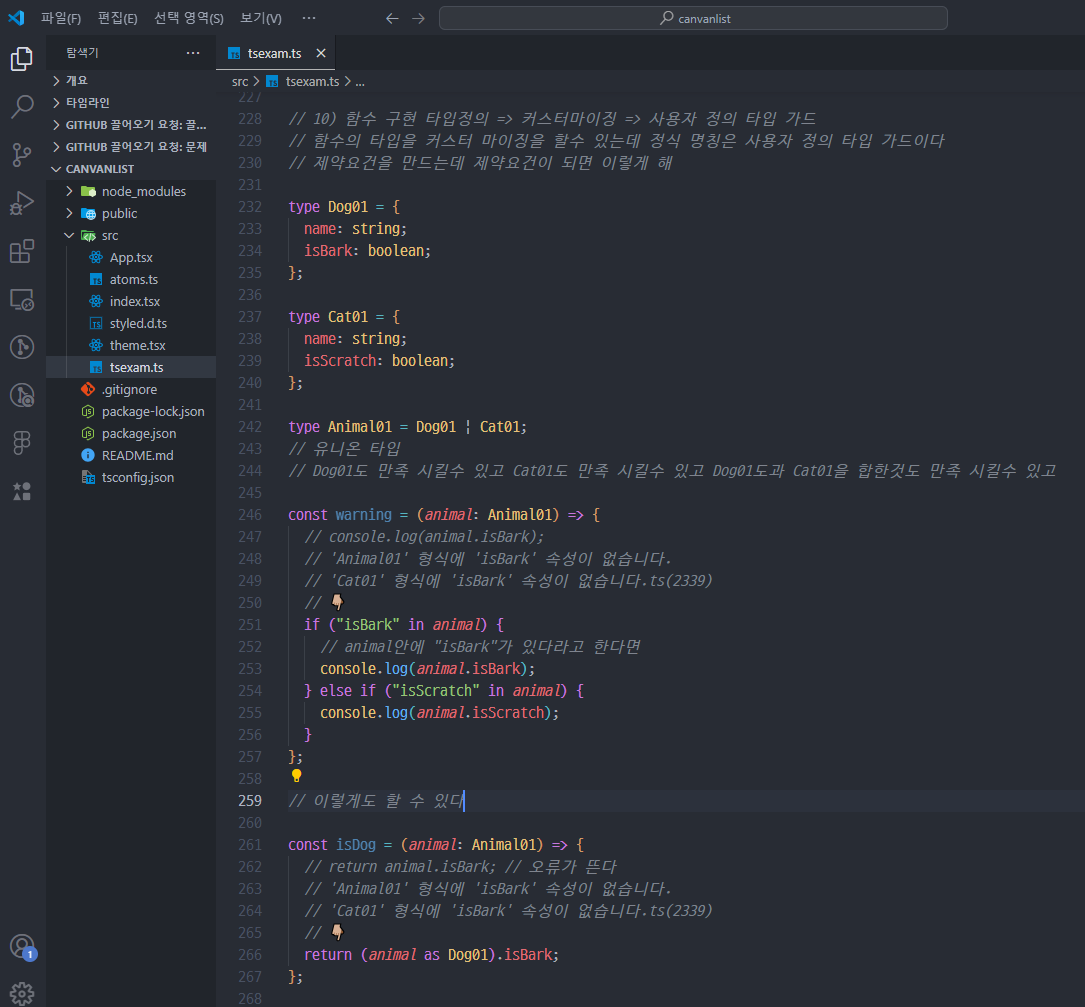 파일(F) 편집(E) 선택 영역(S) 보기(V) ··· canvanlist
탐색기 ···
tsexam.ts
개요
타임라인
GITHUB 끌어오기 요청: 끌...
GITHUB 끌어오기 요청: 문제
CANVANLIST
node_modules
public
src
App.tsx
atoms.ts
index.tsx
styled.d.ts
theme.tsx
tsexam.ts
.gitignore
package-lock.json
package.json
README.md
tsconfig.json
1
src > tsexam.ts > ...
227
228 // 10) 함수 구현 타입정의 => 커스터마이징 => 사용자 정의 타입 가드
229 // 함수의 타입을 커스터 마이징을 할수 있는데 정식 명칭은 사용자 정의 타입 가드이다
230 // 제약요건을 만드는데 제약요건이 되면 이렇게 해
231
232 type Dog01 = {
233 name: string;
234 isBark: boolean;
235 };
236
237 type Cat01 = {
238 name: string;
239 isScratch: boolean;
240 };
241
242 type Animal01 = Dog01 | Cat01;
243 // 유니온 타입
244 // Dog01도 만족 시킬수 있고 Cat01도 만족 시킬수 있고 Dog01도과 Cat01을 합한것도 만족 시킬수 있고
245
246 const warning = (animal: Animal01) => {
247 // console.log(animal.isBark);
248 // 'Animal01' 형식에 'isBark' 속성이 없습니다.
249 // 'Cat01' 형식에 'isBark' 속성이 없습니다.ts(2339)
250 // 👇🏼
251 if ("isBark" in animal) {
252 // animal안에 "isBark"가 있다라고 한다면
253 console.log(animal.isBark);
254 } else if ("isScratch" in animal) {
255 console.log(animal.isScratch);
256 }
257 };
258
259 // 이렇게도 할 수 있다
260
261 const isDog = (animal: Animal01) => {
262 // return animal.isBark; // 오류가 뜬다
263 // 'Animal01' 형식에 'isBark' 속성이 없습니다.
264 // 'Cat01' 형식에 'isBark' 속성이 없습니다.ts(2339)
265 // 👇🏼
266 return (animal as Dog01).isBark;
267 };
268